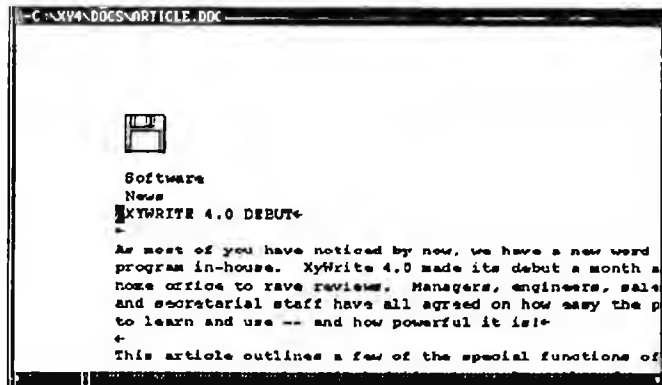 C:\XY4\DOCS\ARTICLE.DOC
Software
News
XYWRITE 4.0 DEBUT←
←
As most of you have noticed by now, we have a new word
program in-house. XyWrite 4.0 made its debut a month a
home office to rave reviews. Managers, engineers, sale
and secretarial staff have all agreed on how easy the p
to learn and use -- and how powerful it is!←
←
This article outlines a few of the special functions of